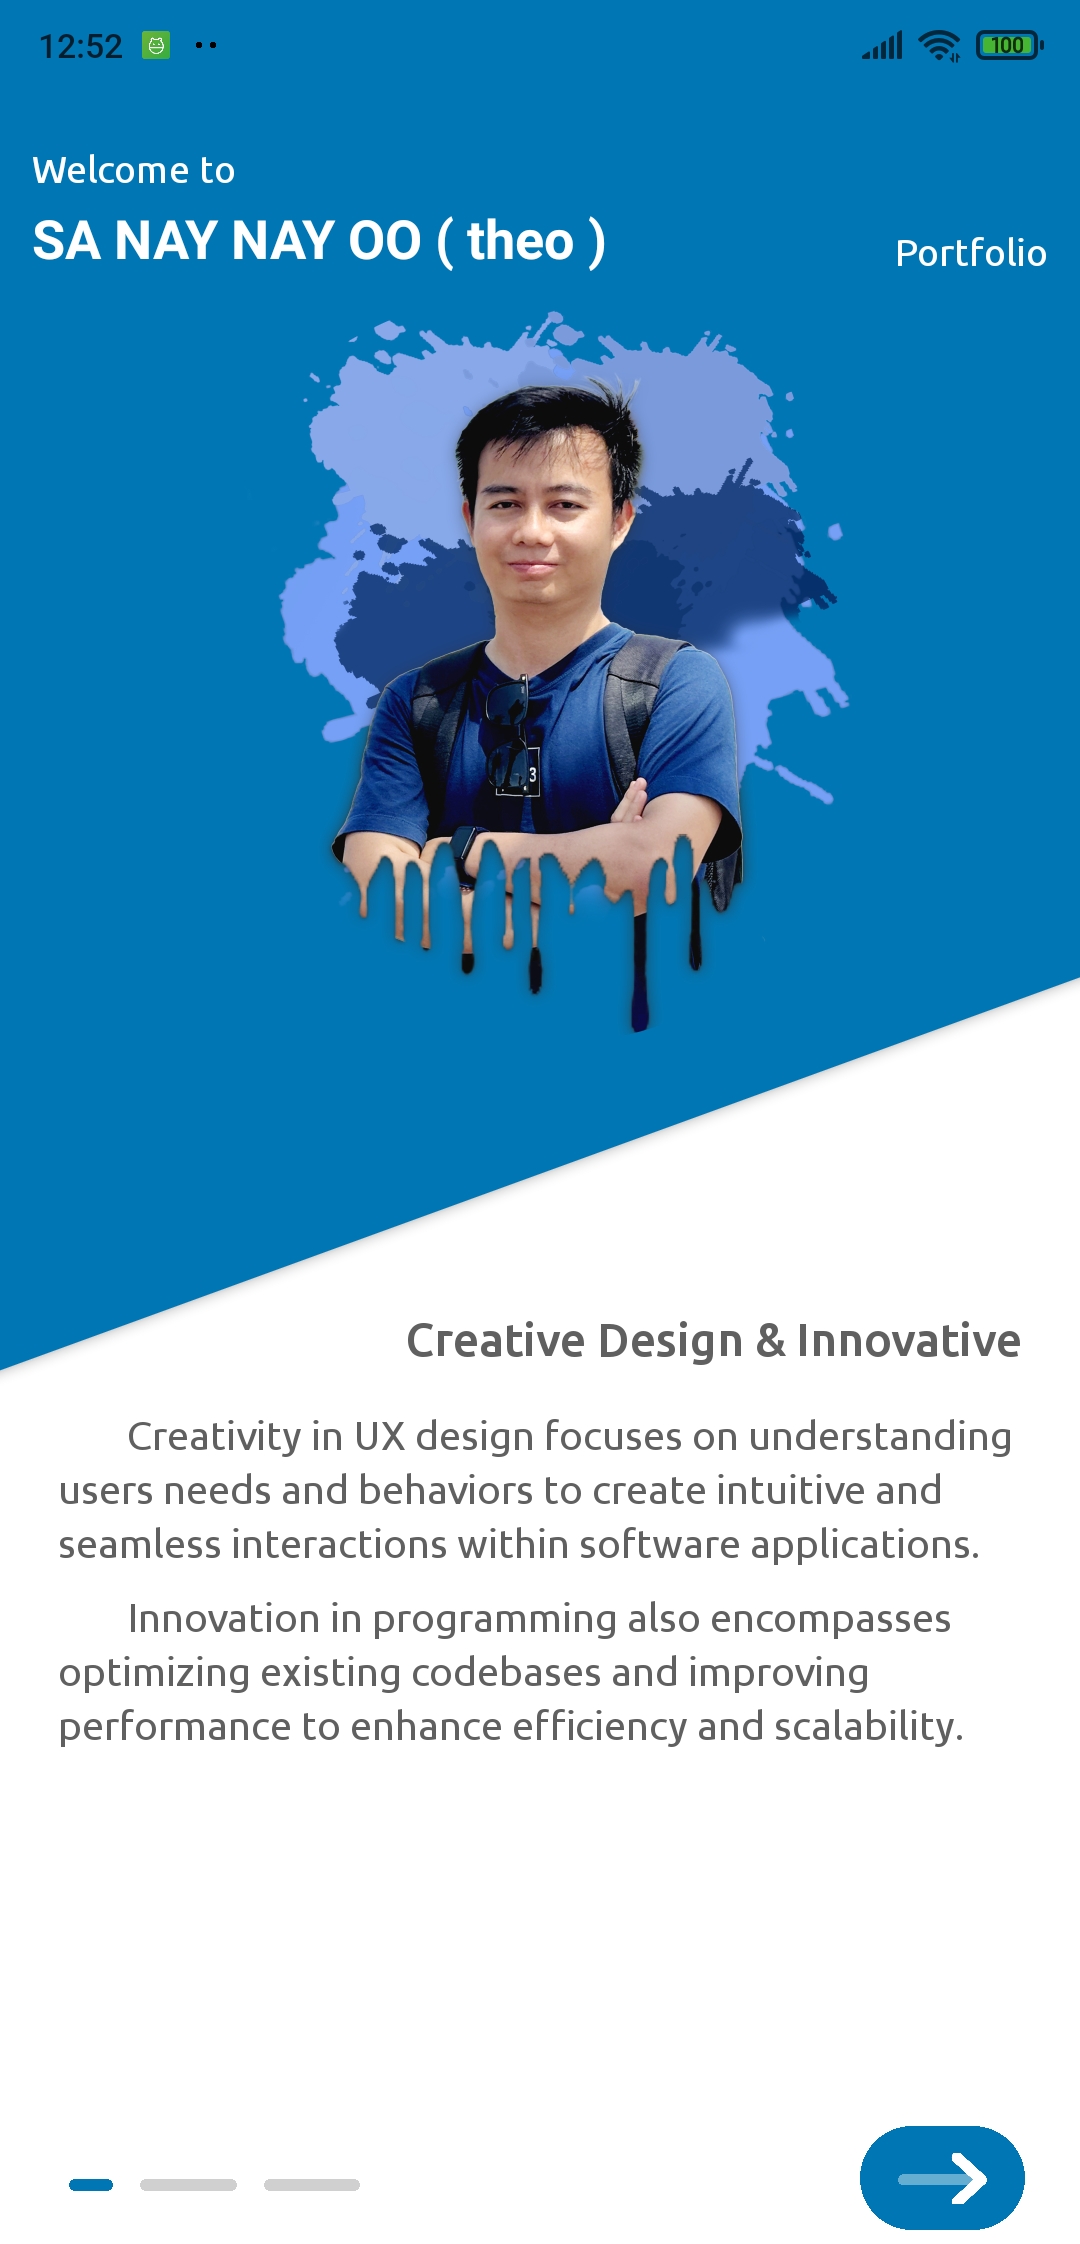 12:52
100
Welcome to
SA NAY NAY OO ( theo )
Portfolio
3
Creative Design & Innovative
Creativity in UX design focuses on understanding
users needs and behaviors to create intuitive and
seamless interactions within software applications.
Innovation in programming also encompasses
optimizing existing codebases and improving
performance to enhance efficiency and scalability.